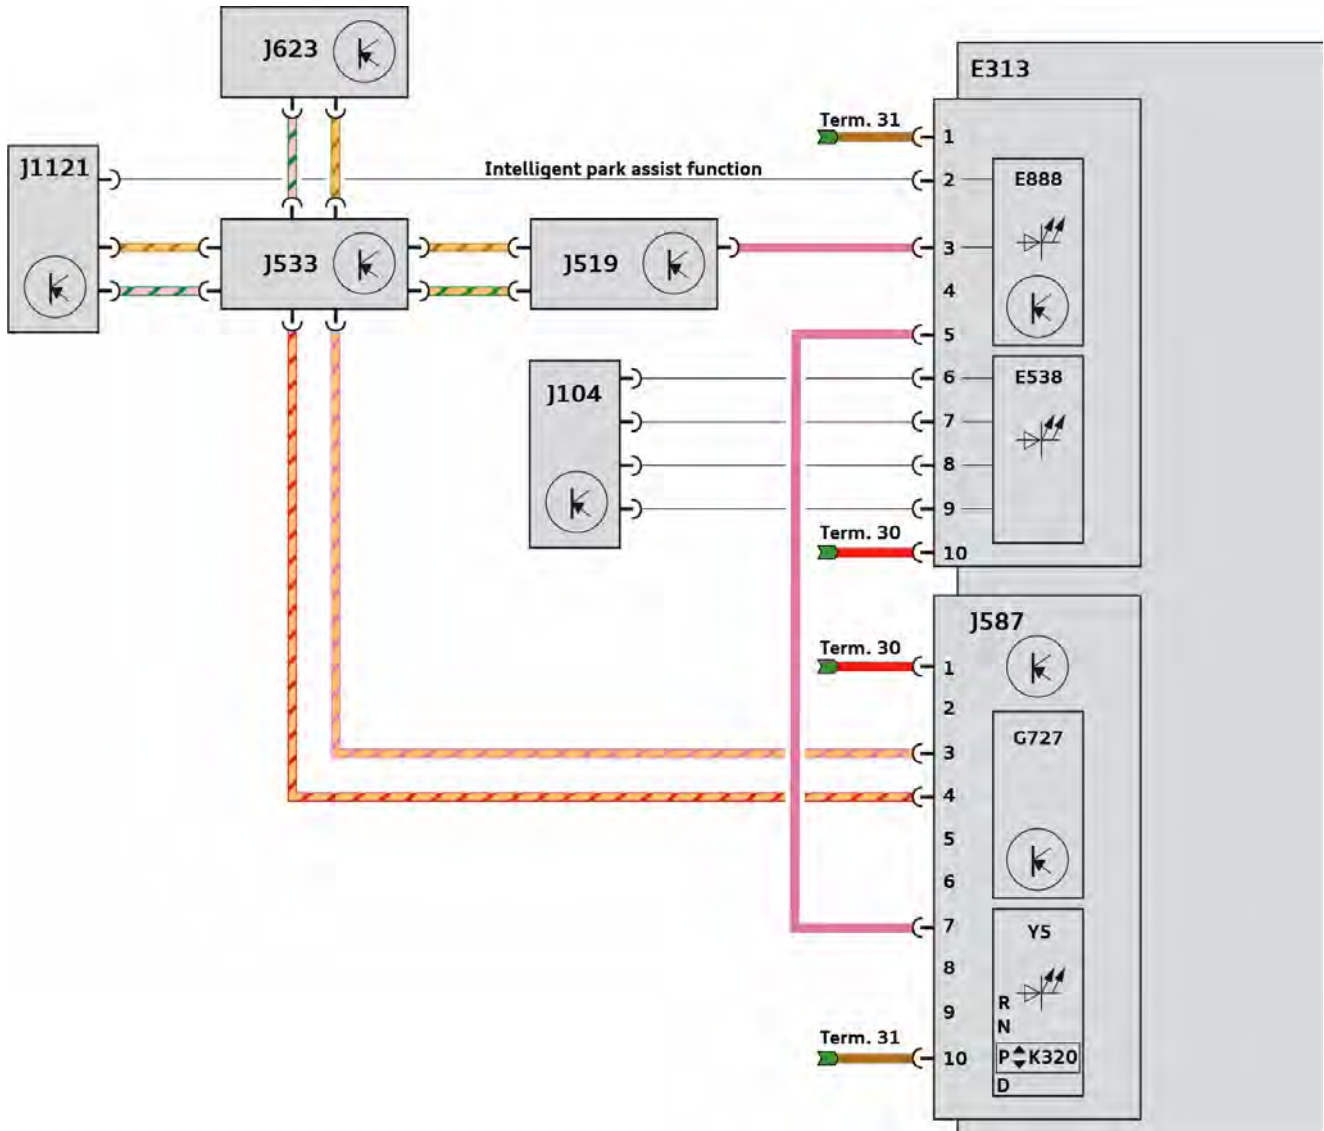 J623
E313
Term. 31
1
J1121
Intelligent park assist function
2
E888
J533
J519
3
4
5
J104
6
E538
7
8
9
Term. 30
10
J587
Term. 30
1
2
G727
3
4
5
6
7
Y5
8
R
9
N
Term. 31
10
P K320
D